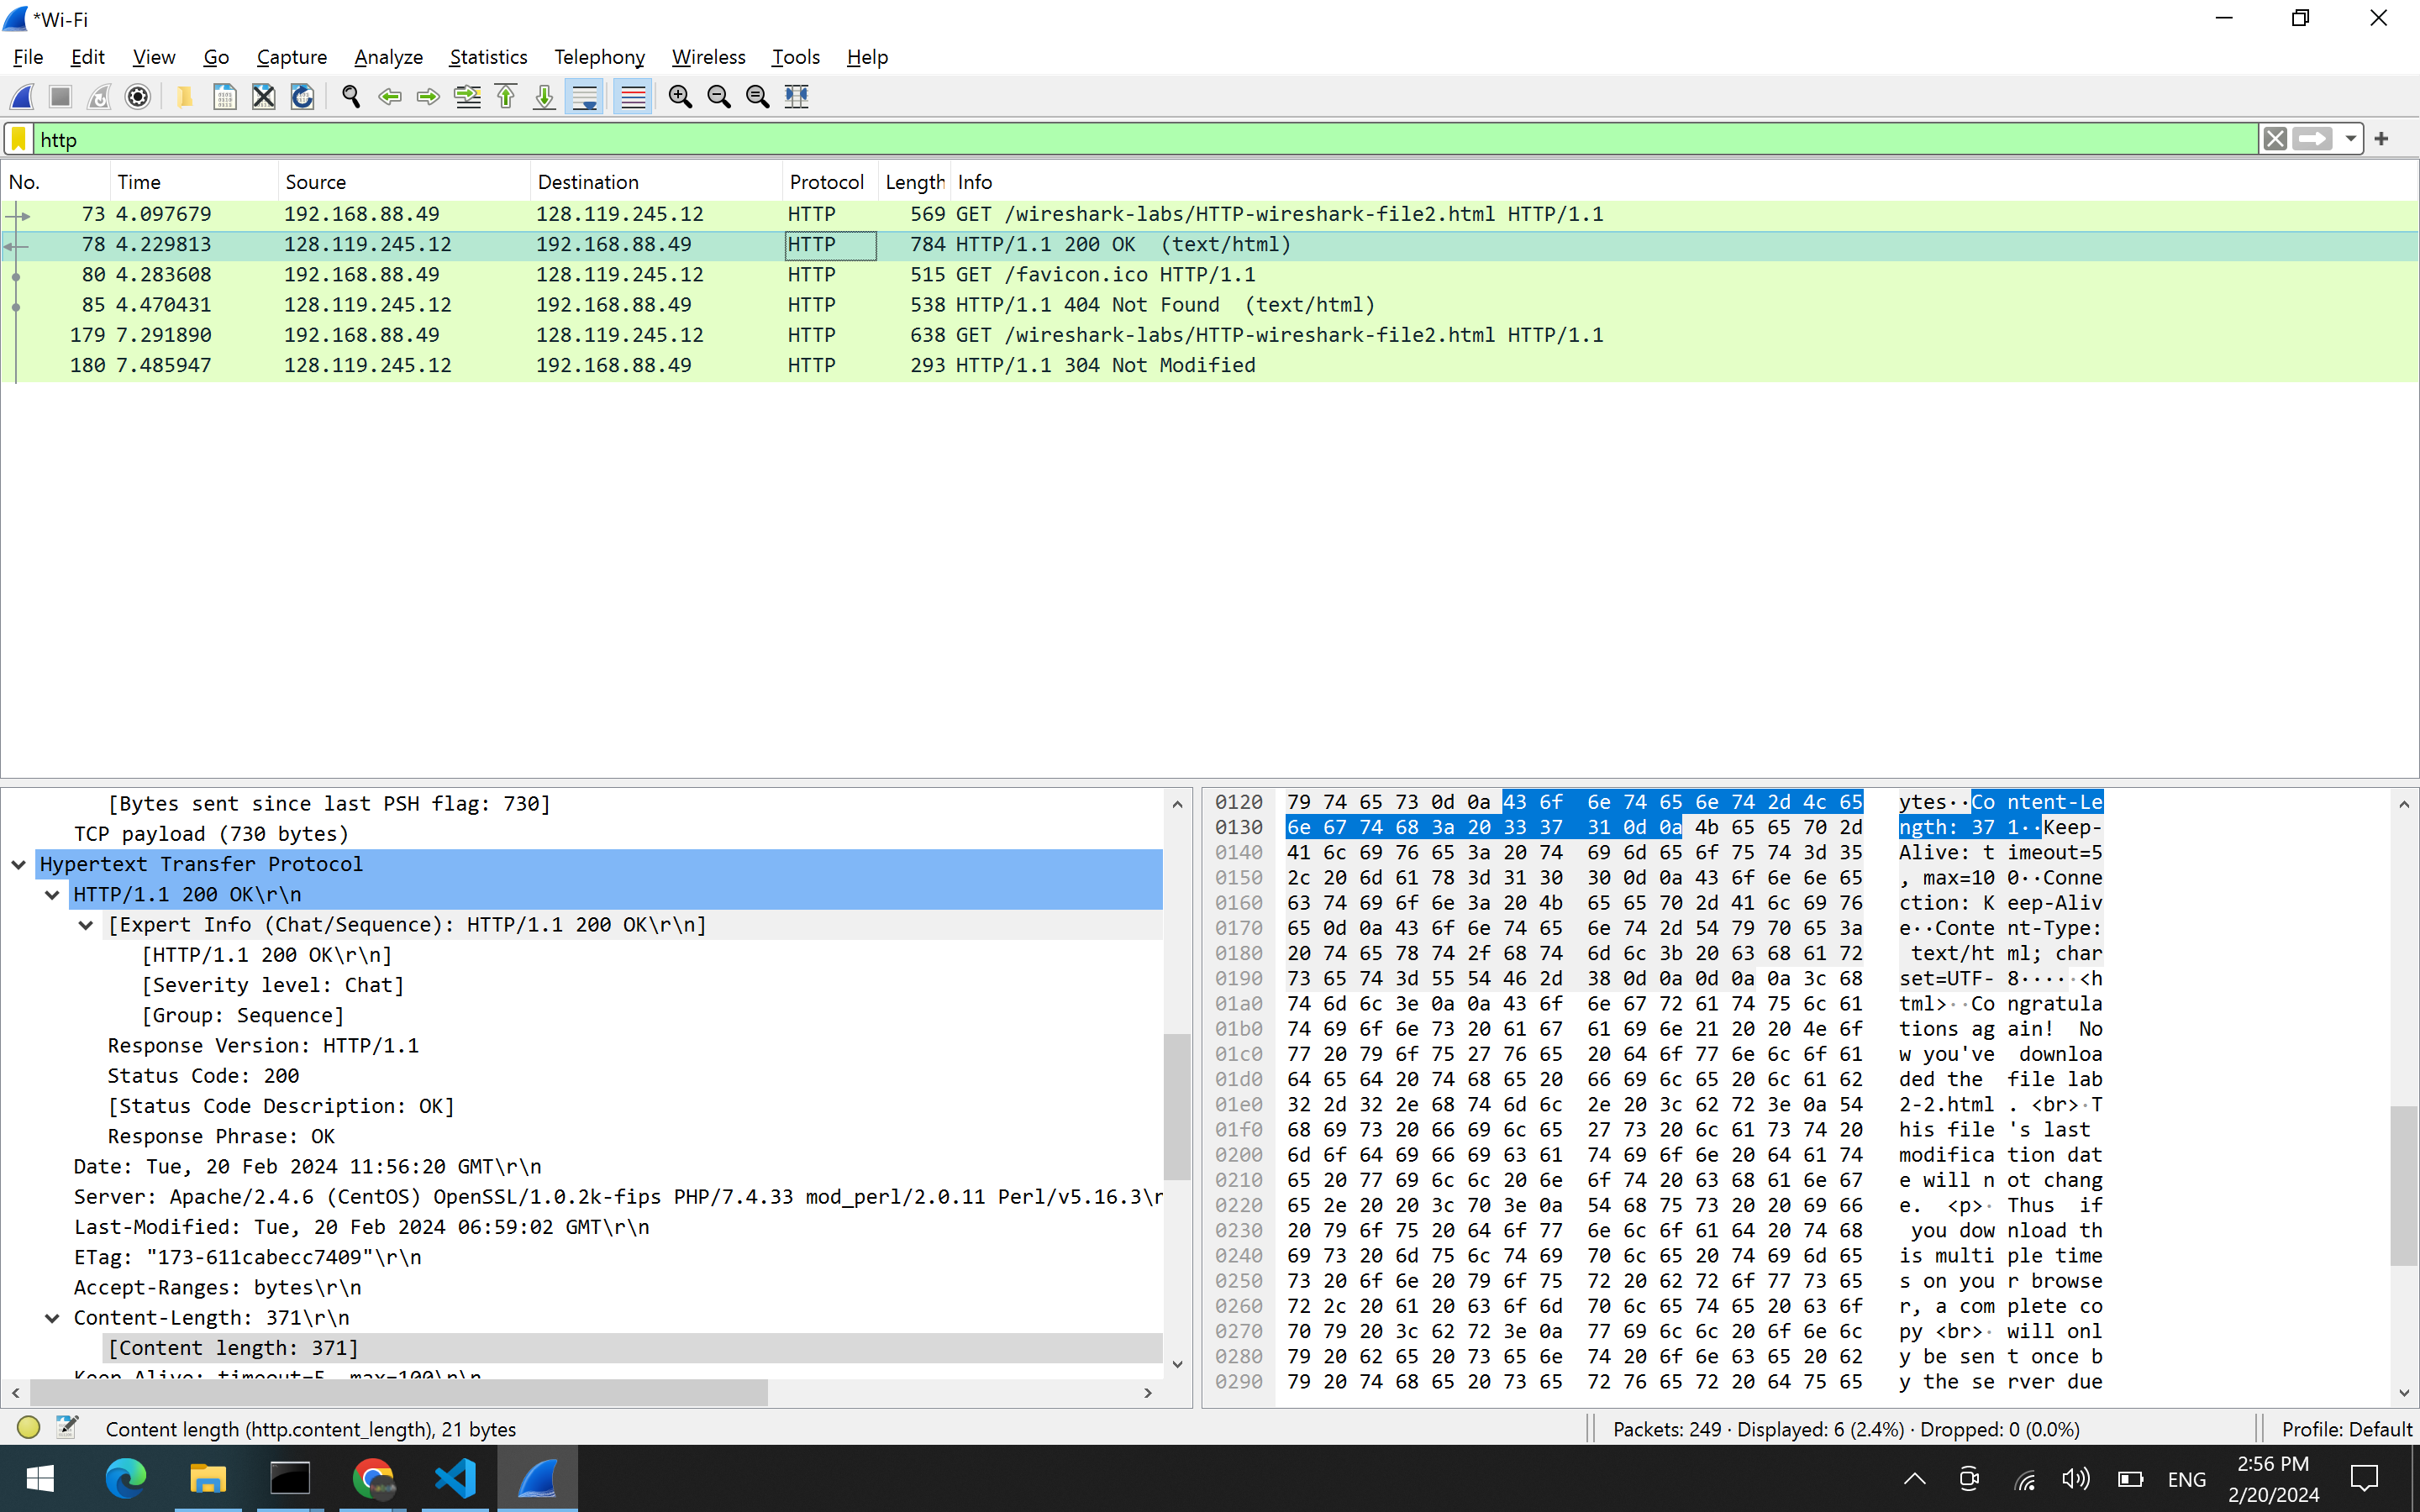 *Wi-Fi
File Edit View Go Capture Analyze Statistics Telephony Wireless Tools Help
http
No. Time Source Destination Protocol Length Info
73 4.097679 192.168.88.49 128.119.245.12 HTTP 569 GET /wireshark-labs/HTTP-wireshark-file2.html HTTP/1.1
78 4.229813 128.119.245.12 192.168.88.49 HTTP 784 HTTP/1.1 200 OK (text/html)
80 4.283608 192.168.88.49 128.119.245.12 HTTP 515 GET /favicon.ico HTTP/1.1
85 4.470431 128.119.245.12 192.168.88.49 HTTP 538 HTTP/1.1 404 Not Found (text/html)
179 7.291890 192.168.88.49 128.119.245.12 HTTP 638 GET /wireshark-labs/HTTP-wireshark-file2.html HTTP/1.1
180 7.485947 128.119.245.12 192.168.88.49 HTTP 293 HTTP/1.1 304 Not Modified
[Bytes sent since last PSH flag: 730]
TCP payload (730 bytes)
Hypertext Transfer Protocol
HTTP/1.1 200 OK\r\n
[Expert Info (Chat/Sequence): HTTP/1.1 200 OK\r\n]
[HTTP/1.1 200 OK\r\n]
[Severity level: Chat]
[Group: Sequence]
Response Version: HTTP/1.1
Status Code: 200
[Status Code Description: OK]
Response Phrase: OK
Date: Tue, 20 Feb 2024 11:56:20 GMT\r\n
Server: Apache/2.4.6 (CentOS) OpenSSL/1.0.2k-fips PHP/7.4.33 mod_perl/2.0.11 Perl/v5.16.3\r
Last-Modified: Tue, 20 Feb 2024 06:59:02 GMT\r\n
ETag: "173-611cabecc7409"\r\n
Accept-Ranges: bytes\r\n
Content-Length: 371\r\n
[Content length: 371]
Keep-Alive: timeout=5, max=100\r\n
0120 79 74 65 73 0d 0a 43 6f 6e 74 65 6e 74 2d 4c 65 ytes··Co ntent-Le
0130 6e 67 74 68 3a 20 33 37 31 0d 0a 4b 65 65 70 2d ngth: 37 1··Keep-
0140 41 6c 69 76 65 3a 20 74 69 6d 65 6f 75 74 3d 35 Alive: t imeout=5
0150 2c 20 6d 61 78 3d 31 30 30 0d 0a 43 6f 6e 6e 65 , max=10 0··Conne
0160 63 74 69 6f 6e 3a 20 4b 65 65 70 2d 41 6c 69 76 ction: K eep-Aliv
0170 65 0d 0a 43 6f 6e 74 65 6e 74 2d 54 79 70 65 3a e··Conte nt-Type:
0180 20 74 65 78 74 2f 68 74 6d 6c 3b 20 63 68 61 72 text/ht ml; char
0190 73 65 74 3d 55 54 46 2d 38 0d 0a 0d 0a 0a 3c 68 set=UTF- 8·····<h
01a0 74 6d 6c 3e 0a 0a 43 6f 6e 67 72 61 74 75 6c 61 tml>··Co ngratula
01b0 74 69 6f 6e 73 20 61 67 61 69 6e 21 20 20 4e 6f tions ag ain! No
01c0 77 20 79 6f 75 27 76 65 20 64 6f 77 6e 6c 6f 61 w you've downloa
01d0 64 65 64 20 74 68 65 20 66 69 6c 65 20 6c 61 62 ded the file lab
01e0 32 2d 32 2e 68 74 6d 6c 2e 20 3c 62 72 3e 0a 54 2-2.html . <br>·T
01f0 68 69 73 20 66 69 6c 65 27 73 20 6c 61 73 74 20 his file 's last
0200 6d 6f 64 69 66 69 63 61 74 69 6f 6e 20 64 61 74 modifica tion dat
0210 65 20 77 69 6c 6c 20 6e 6f 74 20 63 68 61 6e 67 e will n ot chang
0220 65 2e 20 20 3c 70 3e 0a 54 68 75 73 20 20 69 66 e. <p>· Thus if
0230 20 79 6f 75 20 64 6f 77 6e 6c 6f 61 64 20 74 68 you dow nload th
0240 69 73 20 6d 75 6c 74 69 70 6c 65 20 74 69 6d 65 is multi ple time
0250 73 20 6f 6e 20 79 6f 75 72 20 62 72 6f 77 73 65 s on you r browse
0260 72 2c 20 61 20 63 6f 6d 70 6c 65 74 65 20 63 6f r, a com plete co
0270 70 79 20 3c 62 72 3e 0a 77 69 6c 6c 20 6f 6e 6c py <br>· will onl
0280 79 20 62 65 20 73 65 6e 74 20 6f 6e 63 65 20 62 y be sen t once b
0290 79 20 74 68 65 20 73 65 72 76 65 72 20 64 75 65 y the se rver due
Content length (http.content_length), 21 bytes
Packets: 249 · Displayed: 6 (2.4%) · Dropped: 0 (0.0%)
Profile: Default
ENG
2:56 PM
2/20/2024